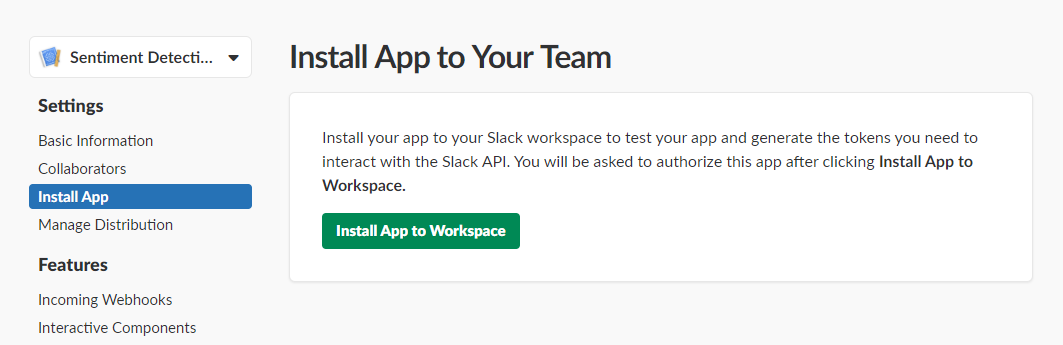 Sentiment Detecti...
Install App to Your Team
Settings
Basic Information
Collaborators
Install App
Manage Distribution
Features
Incoming Webhooks
Interactive Components
Install your app to your Slack workspace to test your app and generate the tokens you need to
interact with the Slack API. You will be asked to authorize this app after clicking Install App to
Workspace.
Install App to Workspace